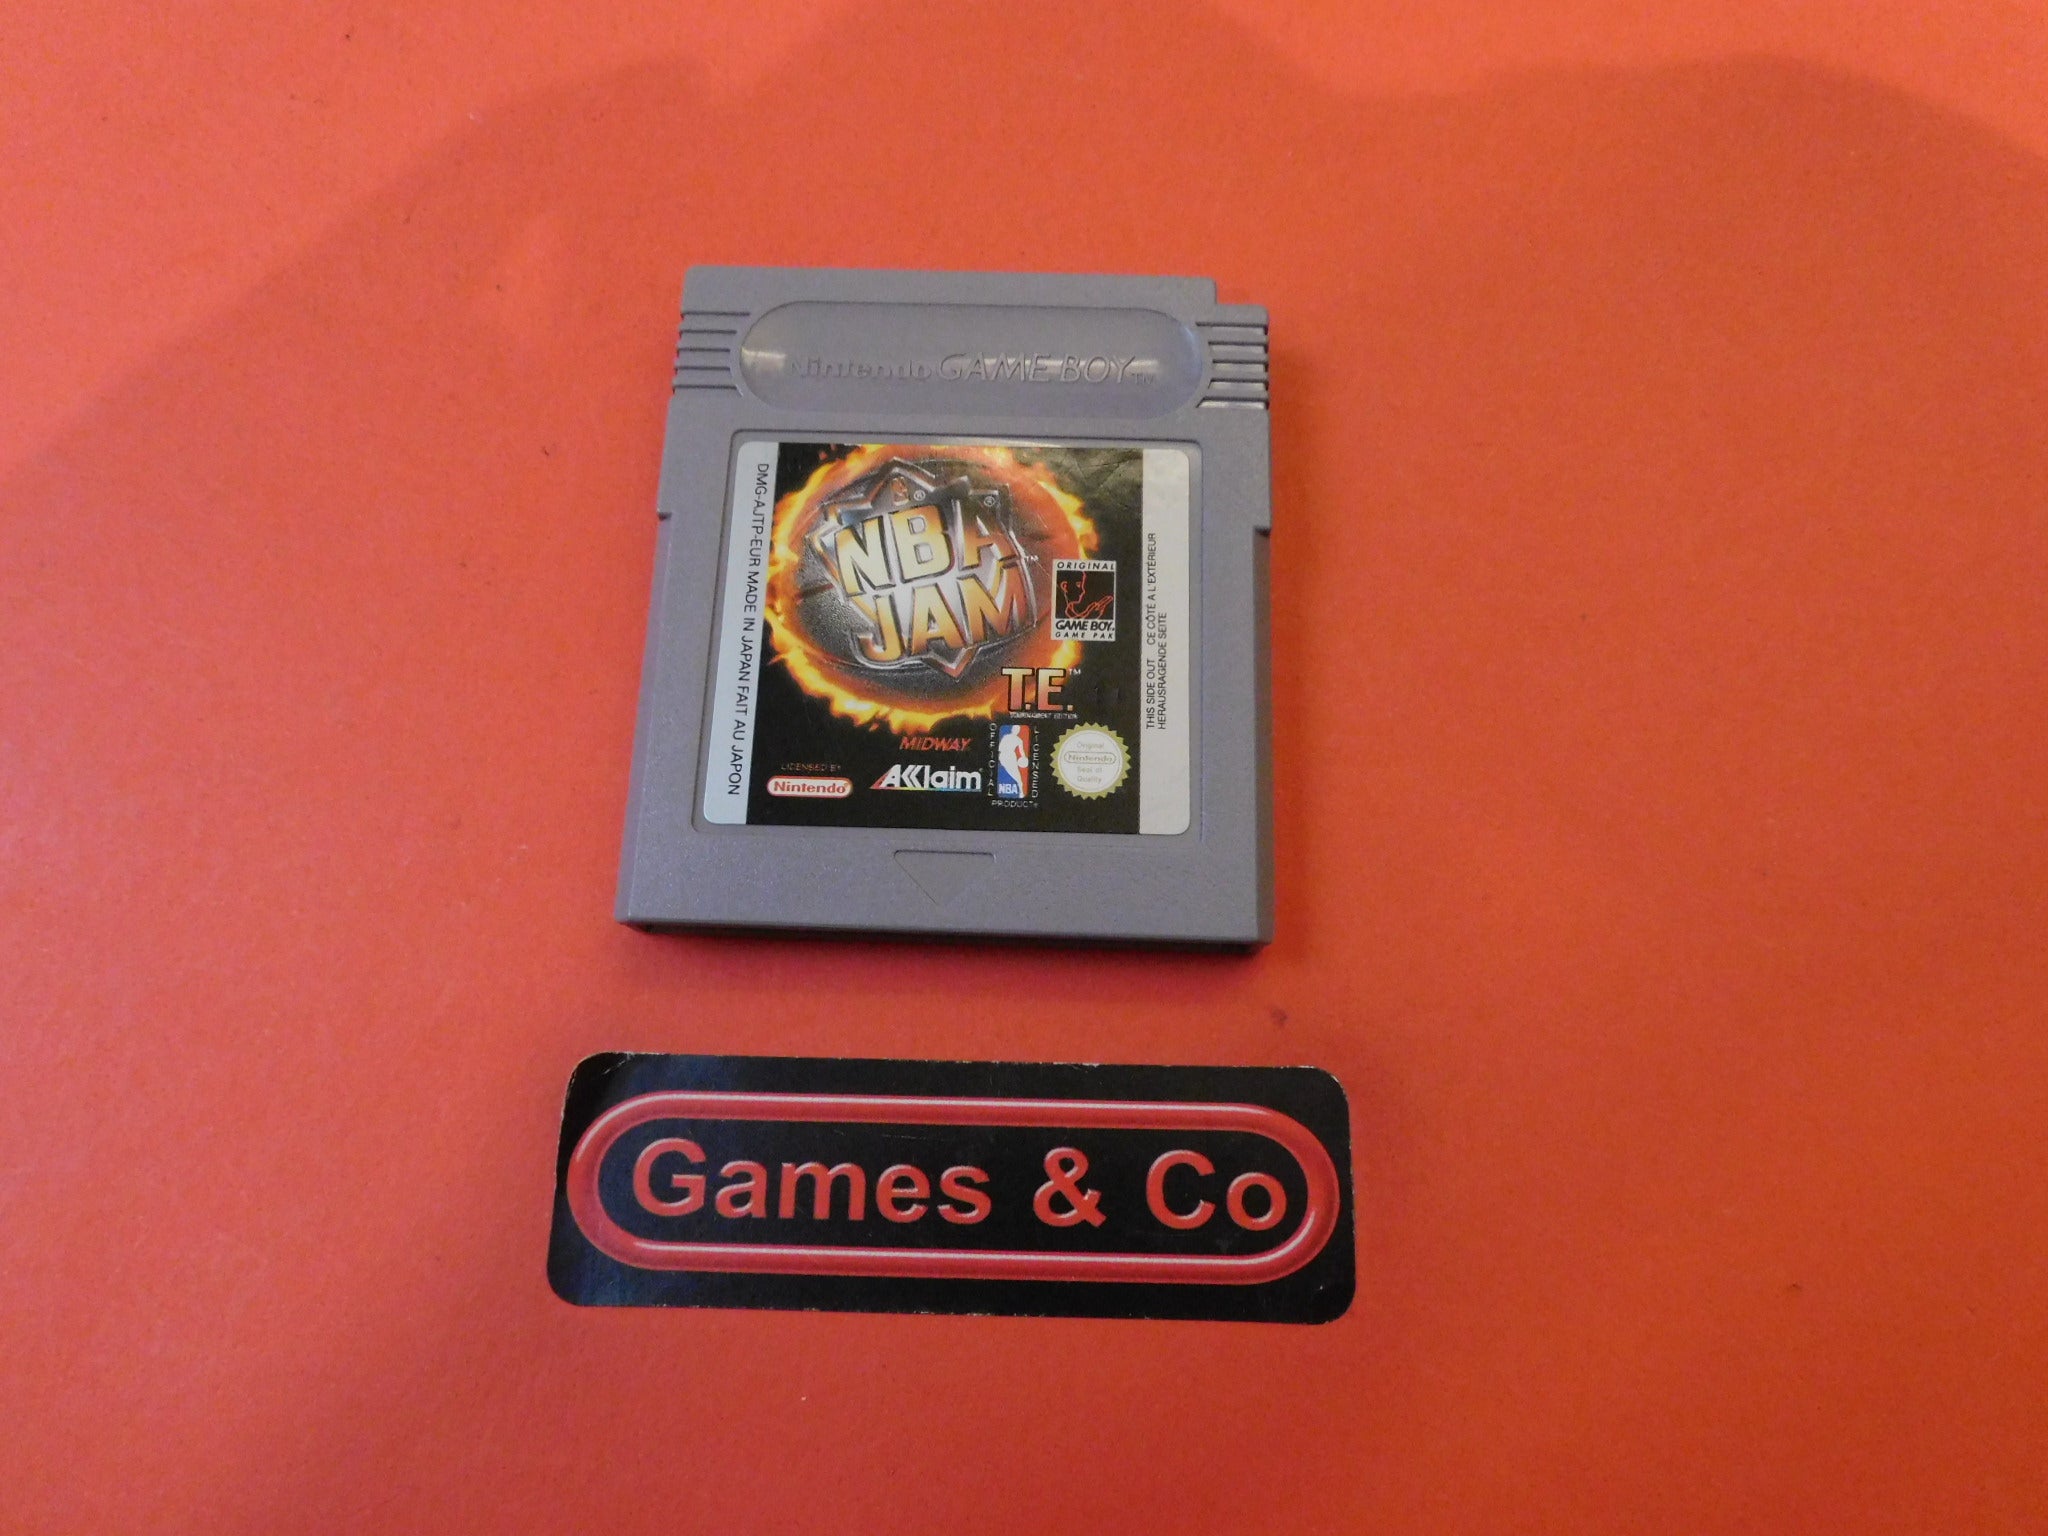 Nintendo GAME BOY TM
DMG-AJTP-EUR MADE IN JAPAN FAIT AU JAPON
® ®
NBA
JAM ™
ORIGINAL
GAME BOY®
GAME PAK
T.E.™
TOURNAMENT EDITION
MIDWAY
LICENSED BY
Nintendo®
AKKlaim®
OFFICIAL
NBA
LICENSED
PRODUCT®
Original
Nintendo
Seal of
Quality
THIS SIDE OUT CE CÔTÉ A L'EXTÉRIEUR
HERAUSRAGENDE SEITE
Games & Co